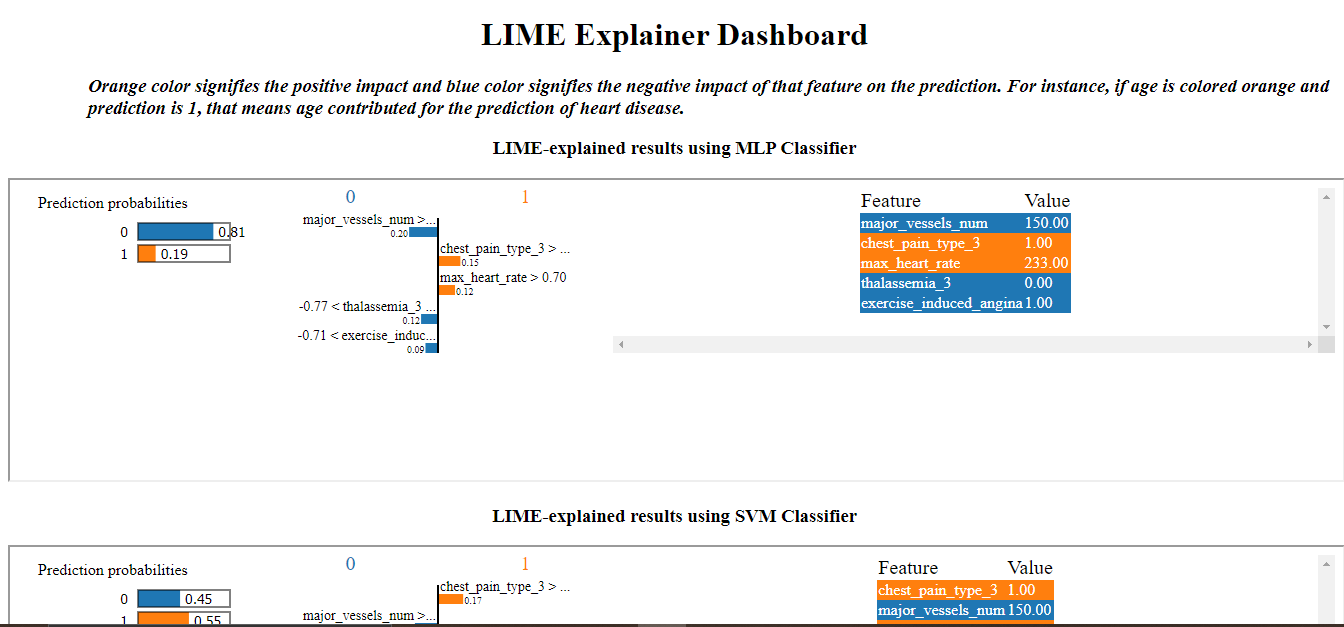 LIME Explainer Dashboard
Orange color signifies the positive impact and blue color signifies the negative impact of that feature on the prediction. For instance, if age is colored orange and
prediction is 1, that means age contributed for the prediction of heart disease.
LIME-explained results using MLP Classifier
Prediction probabilities
0 0.81
1 0.19
0 1
major_vessels_num >...
0.20
chest_pain_type_3 > ...
0.15
max_heart_rate > 0.70
0.12
-0.77 < thalassemia_3 ...
0.12
-0.71 < exercise_induc...
0.09
Feature Value
major_vessels_num 150.00
chest_pain_type_3 1.00
max_heart_rate 233.00
thalassemia_3 0.00
exercise_induced_angina 1.00
LIME-explained results using SVM Classifier
Prediction probabilities
0 0.45
1 0.55
0 1
chest_pain_type_3 > ...
0.17
major_vessels_num >...
Feature Value
chest_pain_type_3 1.00
major_vessels_num 150.00